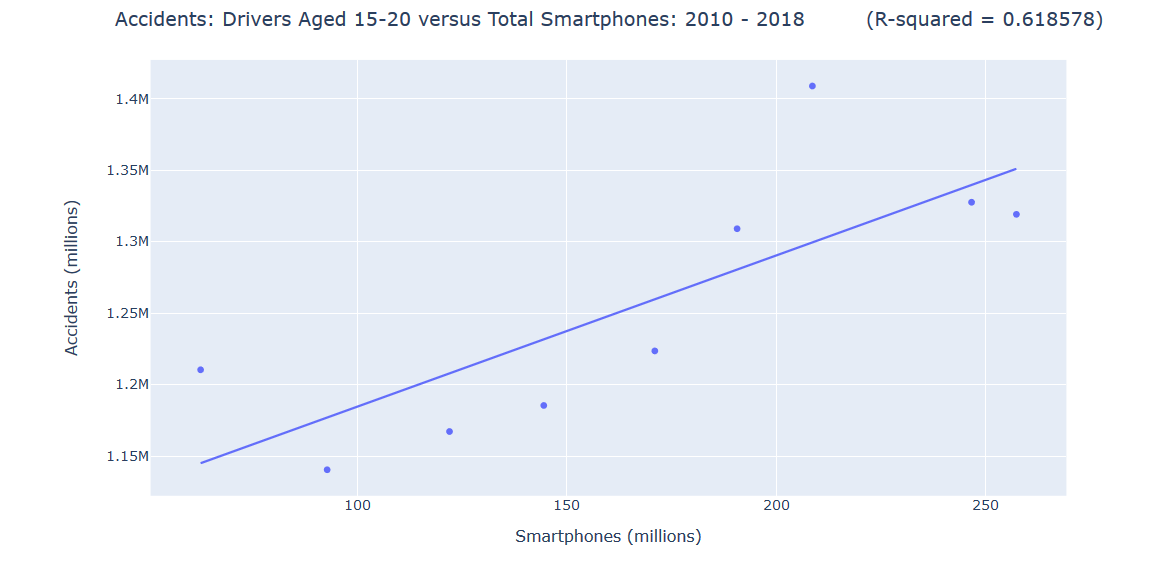 Accidents: Drivers Aged 15-20 versus Total Smartphones: 2010 - 2018 (R-squared = 0.618578)
1.4M
1.35M
1.3M
1.25M
1.2M
1.15M
Accidents (millions)
100 150 200 250
Smartphones (millions)